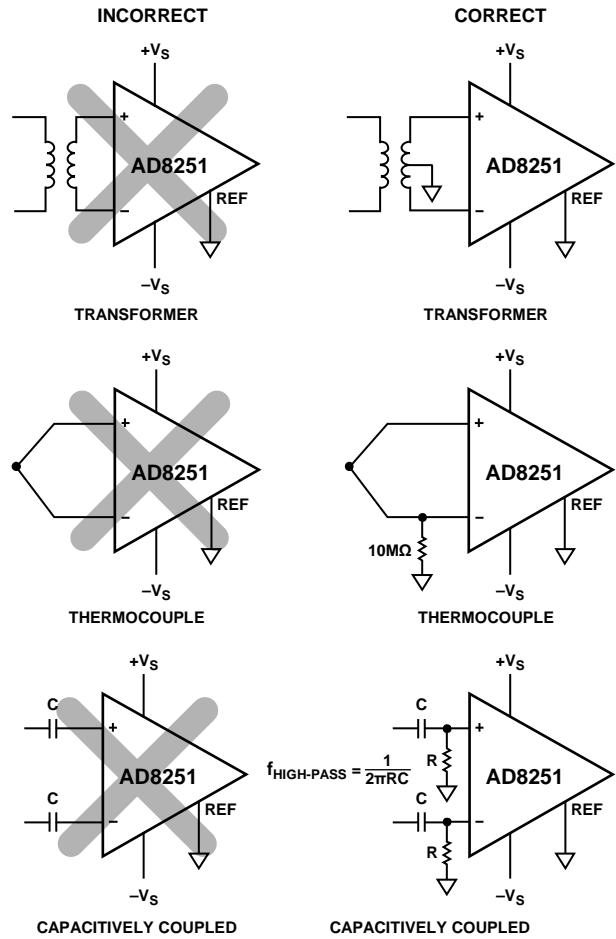 INCORRECT
CORRECT
+VS
+
AD8251
REF
−
−VS
TRANSFORMER
+VS
+
AD8251
REF
−
−VS
TRANSFORMER
+VS
+
AD8251
REF
−
−VS
THERMOCOUPLE
+VS
+
AD8251
REF
−
10MΩ
−VS
THERMOCOUPLE
+VS
C
+
AD8251
C
REF
−
−VS
CAPACITIVELY COUPLED
+VS
C
+
R
fHIGH-PASS = 1/2πRC
AD8251
C
REF
−
R
−VS
CAPACITIVELY COUPLED